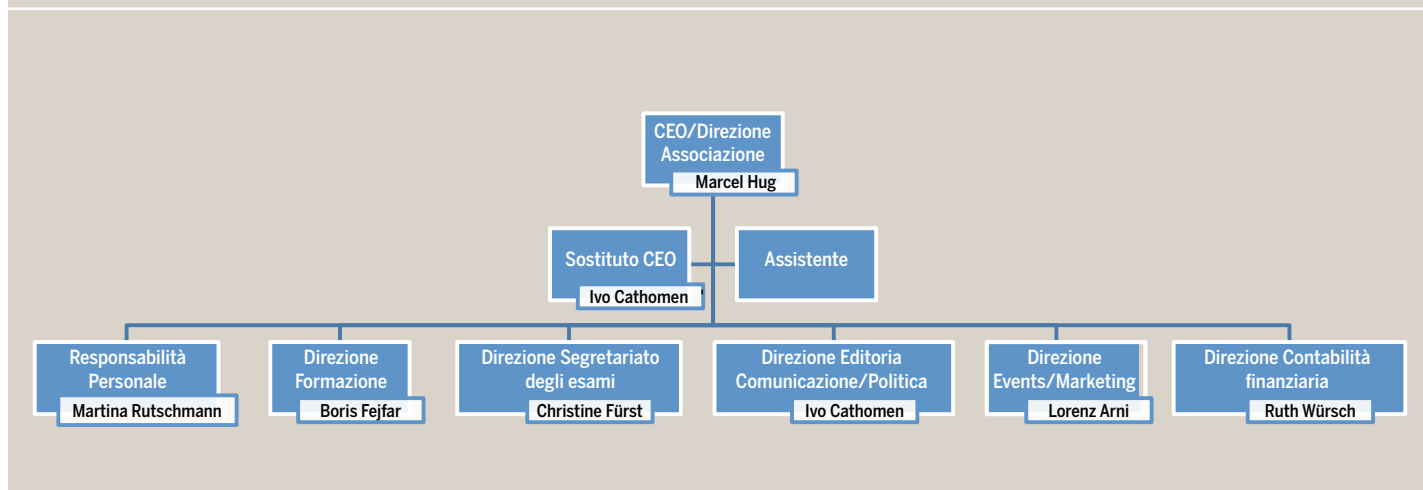 CEO/Direzione
Associazione
Marcel Hug
Sostituto CEO
Ivo Cathomen
Assistente
Responsabilità
Personale
Martina Rutschmann
Direzione
Formazione
Boris Fejfar
Direzione Segretariato
degli esami
Christine Fürst
Direzione Editoria
Comunicazione/Politica
Ivo Cathomen
Direzione
Events/Marketing
Lorenz Arni
Direzione Contabilità
finanziaria
Ruth Würsch